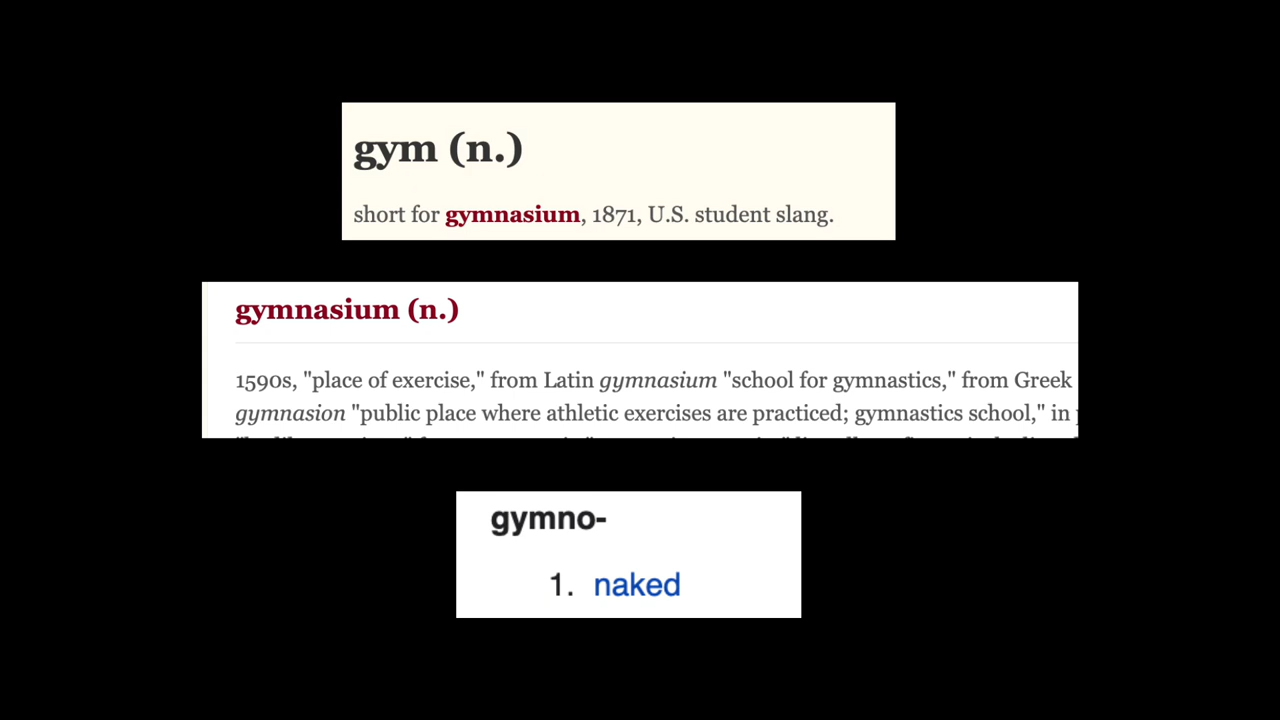 gym (n.)
short for gymnasium, 1871, U.S. student slang.
gymnasium (n.)
1590s, "place of exercise," from Latin gymnasium "school for gymnastics," from Greek
gymnasion "public place where athletic exercises are practiced; gymnastics school," in
gymno-
1. naked